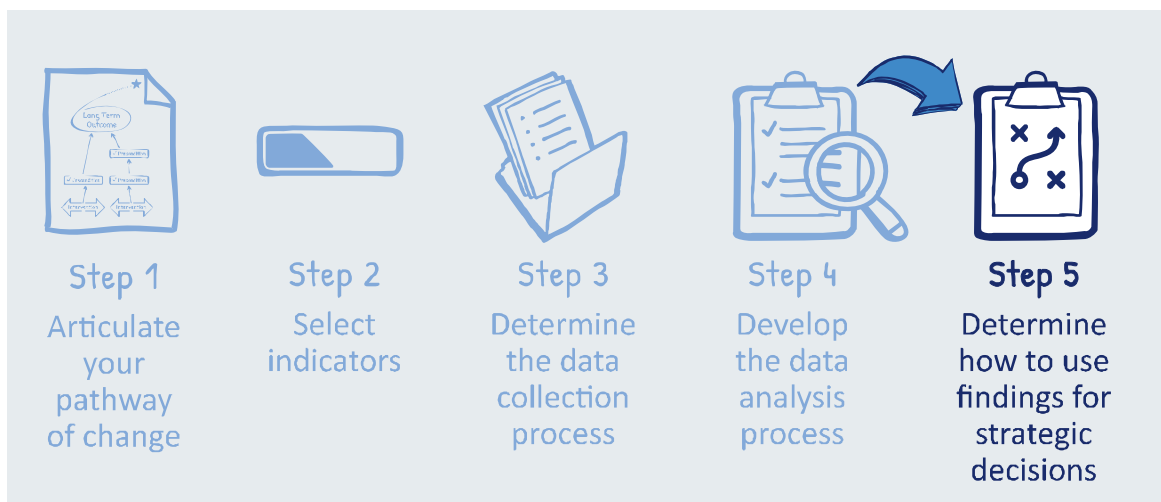 Long Term
Outcome
Step 1
Articulate
your
pathway
of change
Step 2
Select
indicators
Step 3
Determine
the data
collection
process
Step 4
Develop
the data
analysis
process
Step 5
Determine
how to use
findings for
strategic
decisions